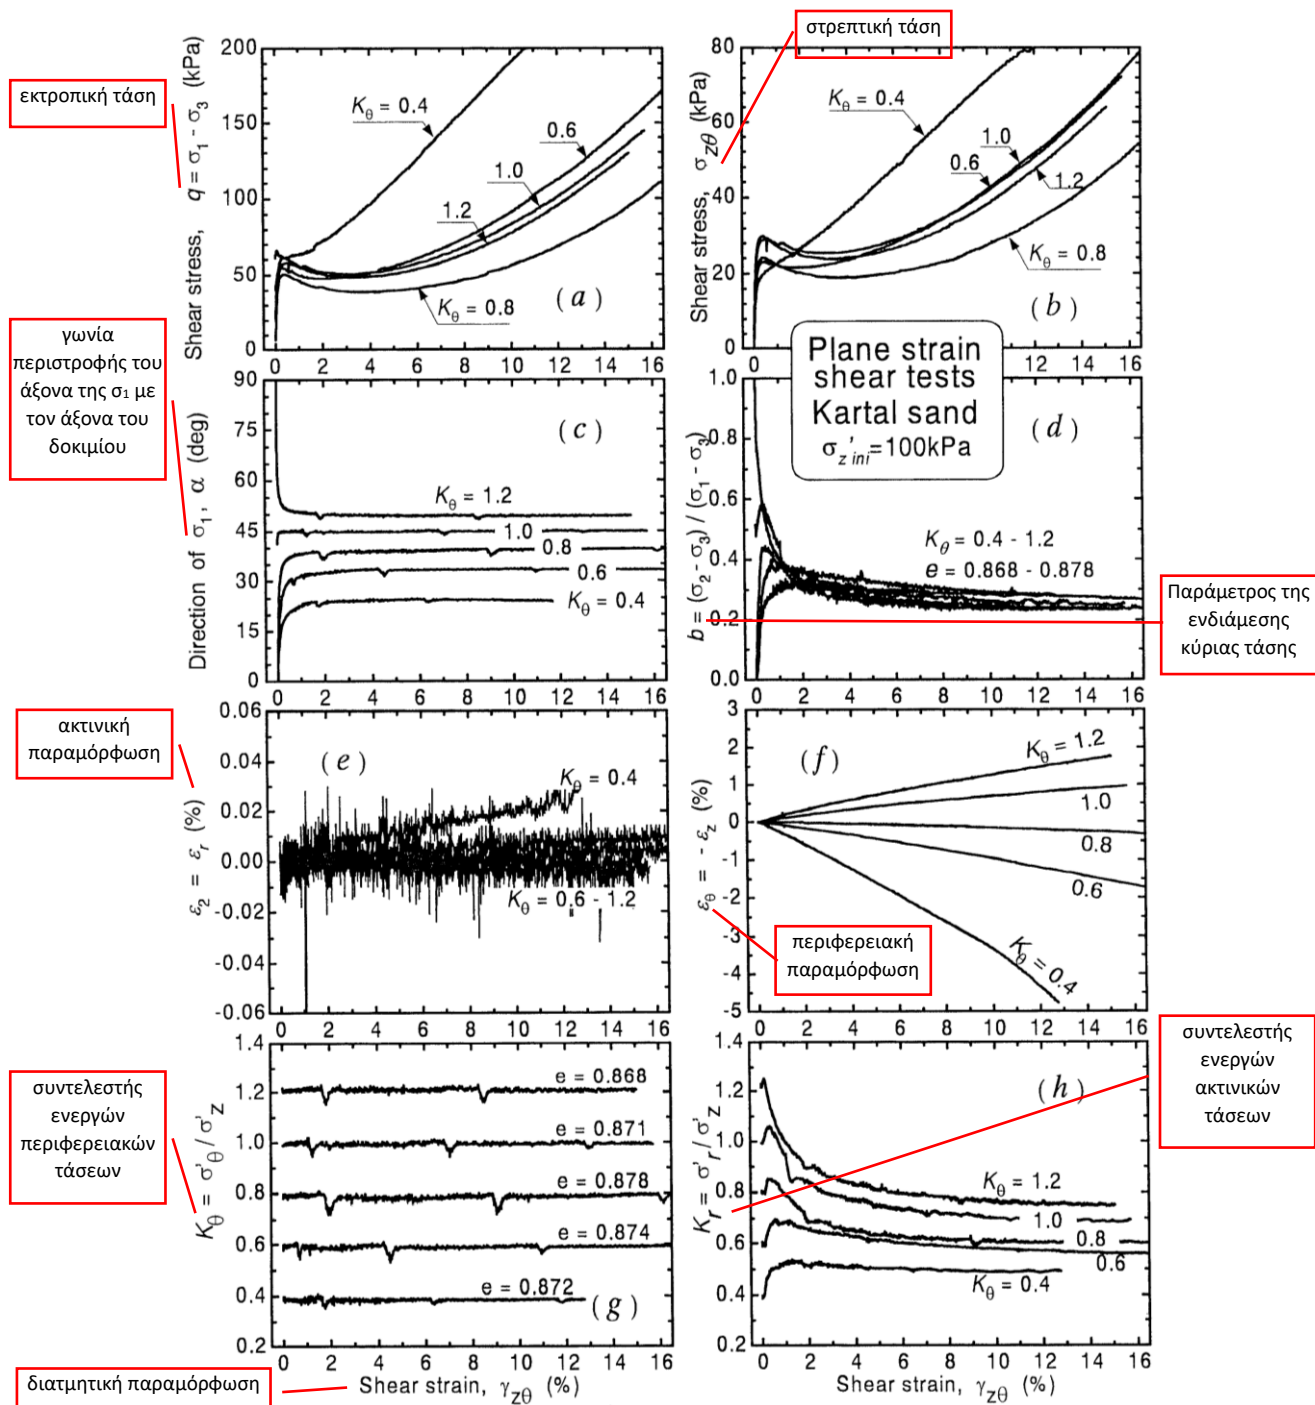 στρεπτική τάση
εκτροπική τάση
Shear stress, q = σ1 - σ3 (kPa)
200
150
100
50
0
Kθ = 0.4
0.6
1.0
1.2
Kθ = 0.8
(a)
0 2 4 6 8 10 12 14 16
Shear stress, σzθ (kPa)
80
60
40
20
0
Kθ = 0.4
1.0
0.6
1.2
Kθ = 0.8
(b)
0 2 4 6 8 10 12 14 16
Plane strain
shear tests
Kartal sand
σz'ini=100kPa
γωνία
περιστροφής του
άξονα της σ1 με
τον άξονα του
δοκιμίου
Direction of σ1, α (deg)
90
75
60
45
30
15
0
(c)
Kθ = 1.2
1.0
0.8
0.6
Kθ = 0.4
0 2 4 6 8 10 12 14 16
b = (σ2 - σ3) / (σ1 - σ3)
1.0
0.8
0.6
0.4
0.2
0.0
(d)
Kθ = 0.4 - 1.2
e = 0.868 - 0.878
0 2 4 6 8 10 12 14 16
Παράμετρος της
ενδιάμεσης
κύριας τάσης
ακτινική
παραμόρφωση
ε2 = εr (%)
0.06
0.04
0.02
0.00
-0.02
-0.04
-0.06
(e)
Kθ = 0.4
Kθ = 0.6 - 1.2
0 2 4 6 8 10 12 14 16
εθ = - εz (%)
3
2
1
0
-1
-2
-3
-4
-5
(f)
Kθ = 1.2
1.0
0.8
0.6
Kθ = 0.4
0 2 4 6 8 10 12 14 16
περιφερειακή
παραμόρφωση
συντελεστής
ενεργών
περιφερειακών
τάσεων
Kθ = σ'θ / σ'z
1.4
1.2
1.0
0.8
0.6
0.4
0.2
e = 0.868
e = 0.871
e = 0.878
e = 0.874
e = 0.872
(g)
0 2 4 6 8 10 12 14 16
Shear strain, γzθ (%)
διατμητική παραμόρφωση
συντελεστής
ενεργών
ακτινικών
τάσεων
Kr = σ'r / σ'z
1.4
1.2
1.0
0.8
0.6
0.4
0.2
(h)
Kθ = 1.2
1.0
0.8
0.6
Kθ = 0.4
0 2 4 6 8 10 12 14 16
Shear strain, γzθ (%)